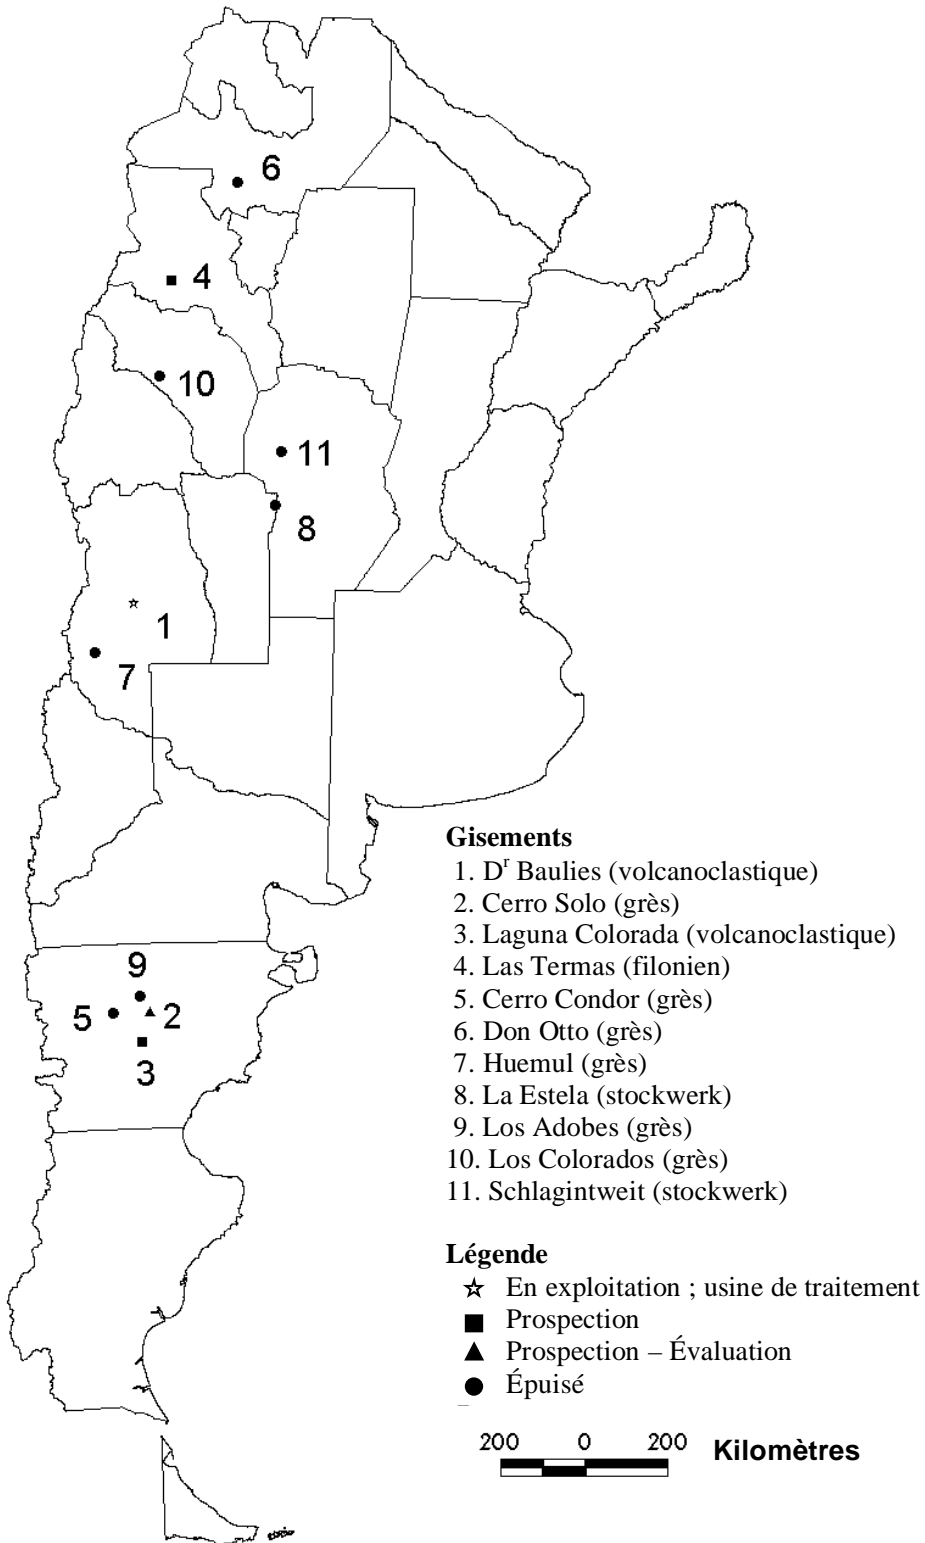 6
4
10
11
8
1
7
9
5
2
3
Gisements
1. Dʳ Baulies (volcanoclastique)
2. Cerro Solo (grès)
3. Laguna Colorada (volcanoclastique)
4. Las Termas (filonien)
5. Cerro Condor (grès)
6. Don Otto (grès)
7. Huemul (grès)
8. La Estela (stockwerk)
9. Los Adobes (grès)
10. Los Colorados (grès)
11. Schlagintweit (stockwerk)
Légende
En exploitation ; usine de traitement
Prospection
Prospection – Évaluation
Épuisé
200 0 200 Kilomètres